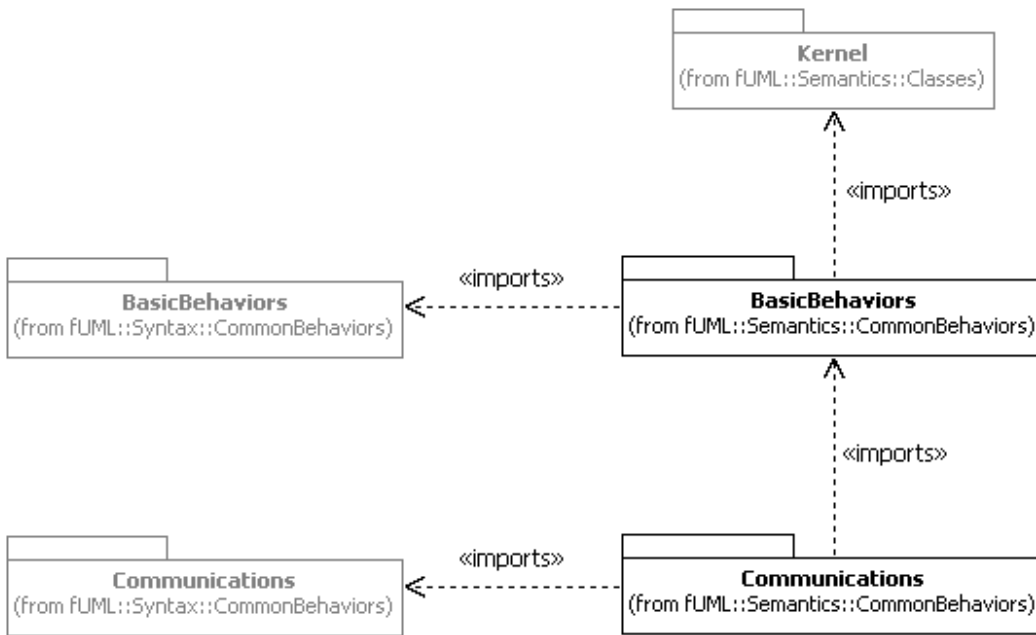 Kernel
(from fUML::Semantics::Classes)
«imports»
«imports»
BasicBehaviors
(from fUML::Syntax::CommonBehaviors)
BasicBehaviors
(from fUML::Semantics::CommonBehaviors)
«imports»
«imports»
Communications
(from fUML::Syntax::CommonBehaviors)
Communications
(from fUML::Semantics::CommonBehaviors)